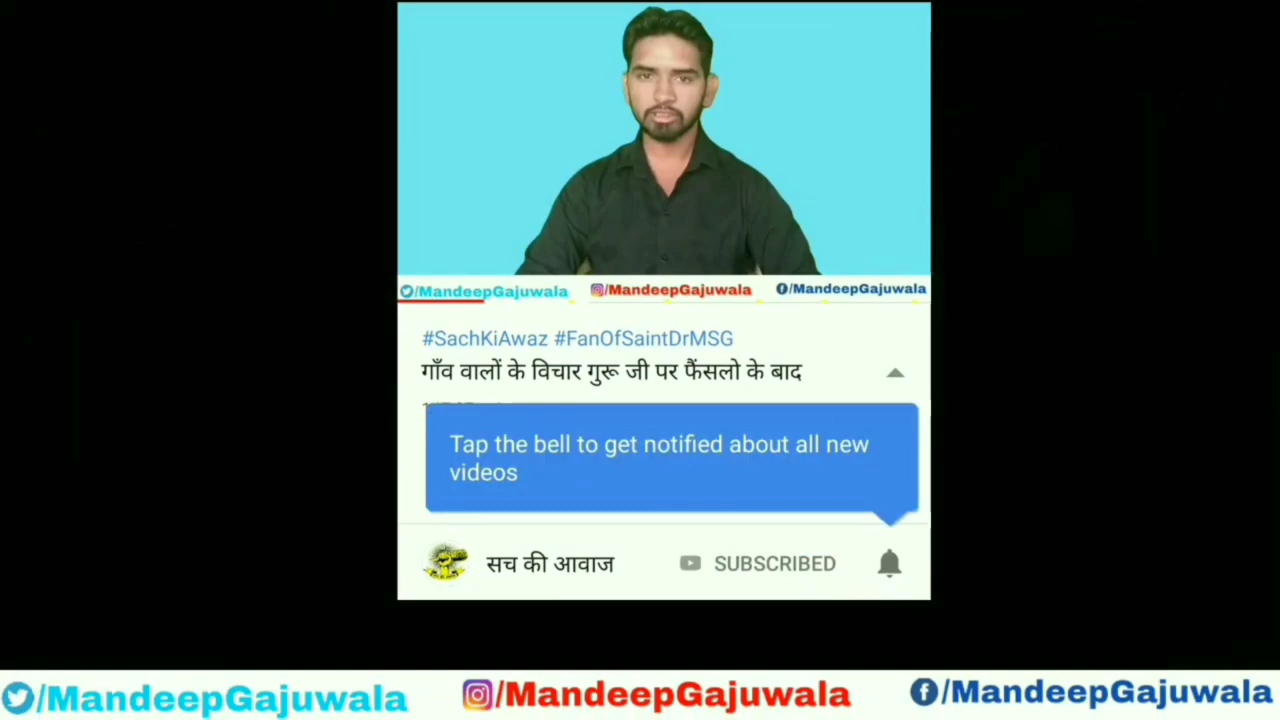 /MandeepGajuwala /MandeepGajuwala /MandeepGajuwala
#SachKiAwaz #FanOfSaintDrMSG
गाँव वालों के विचार गुरू जी पर फैंसलो के बाद
Tap the bell to get notified about all new
videos
सच की आवाज SUBSCRIBED
/MandeepGajuwala /MandeepGajuwala /MandeepGajuwala